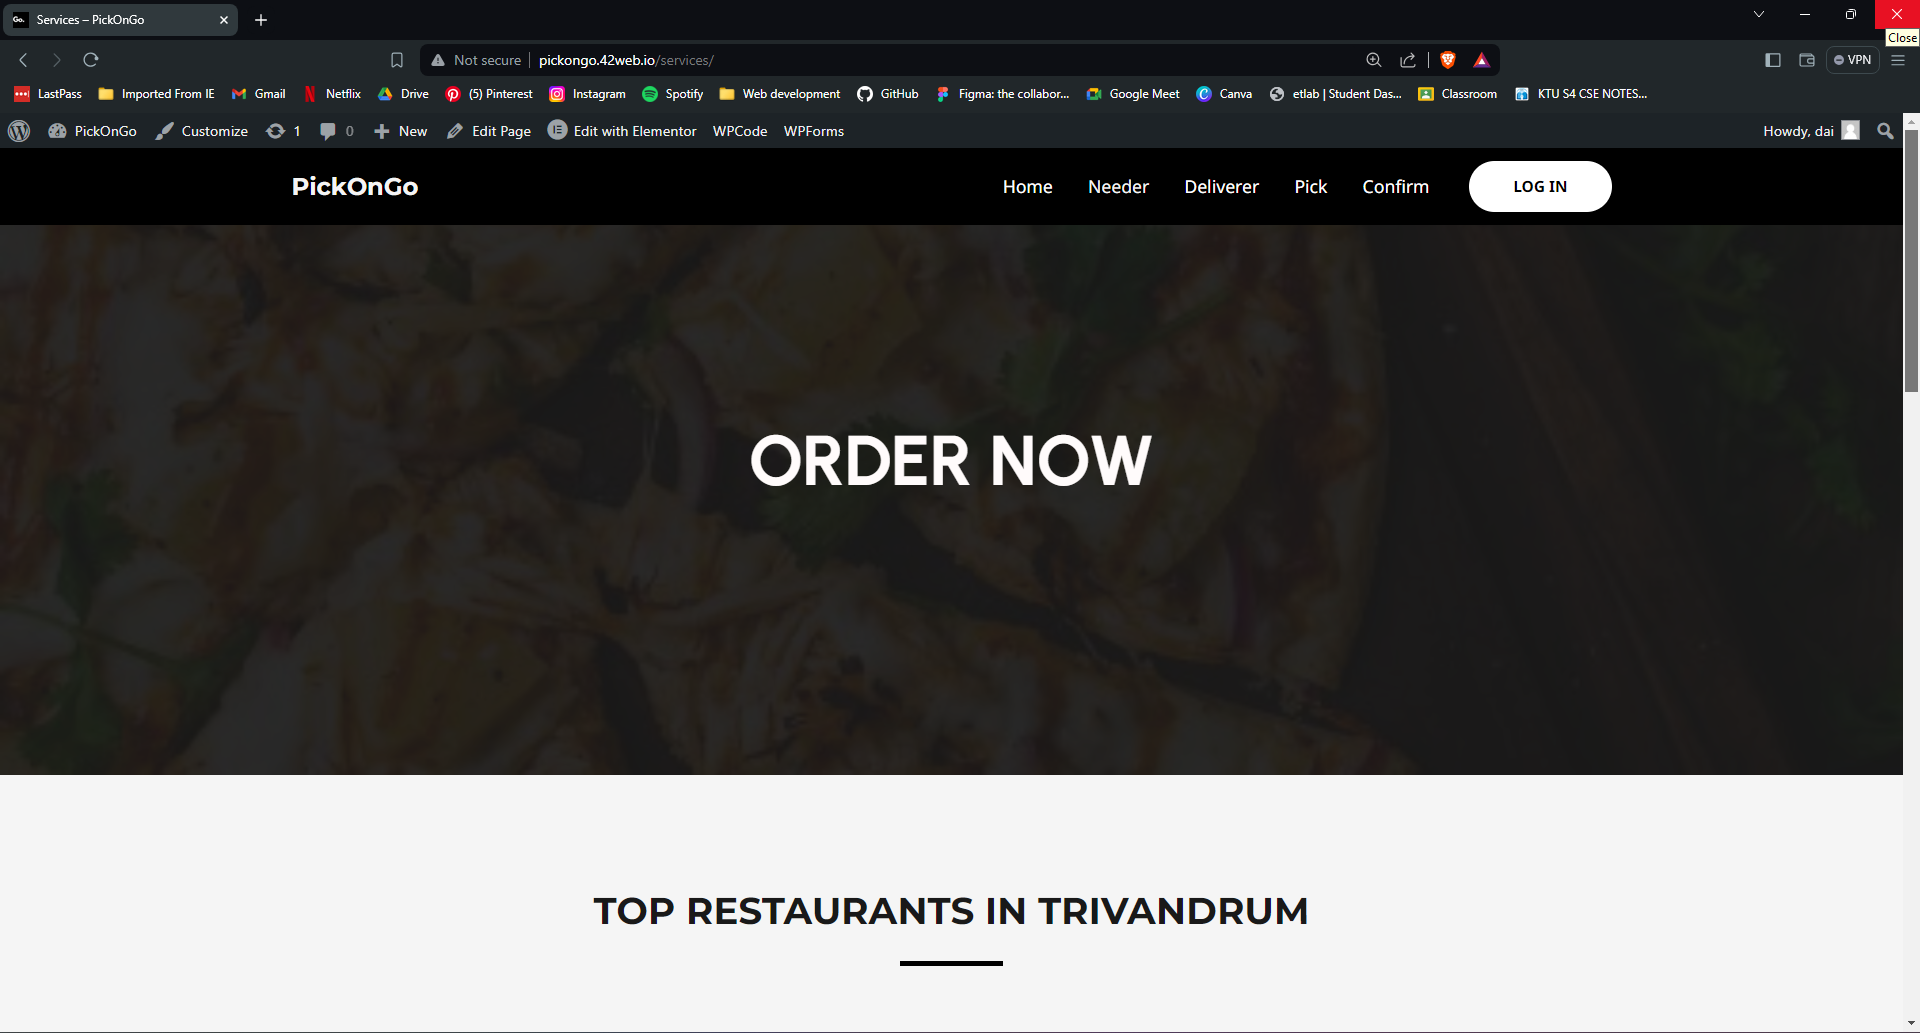 Go. Services – PickOnGo
Close
Not secure pickongo.42web.io/services/
VPN
LastPass Imported From IE Gmail Netflix Drive (5) Pinterest Instagram Spotify Web development GitHub Figma: the collabor... Google Meet Canva etlab | Student Das... Classroom KTU S4 CSE NOTES...
PickOnGo Customize 1 0 New Edit Page Edit with Elementor WPCode WPForms Howdy, dai
PickOnGo Home Needer Deliverer Pick Confirm LOG IN
ORDER NOW
TOP RESTAURANTS IN TRIVANDRUM